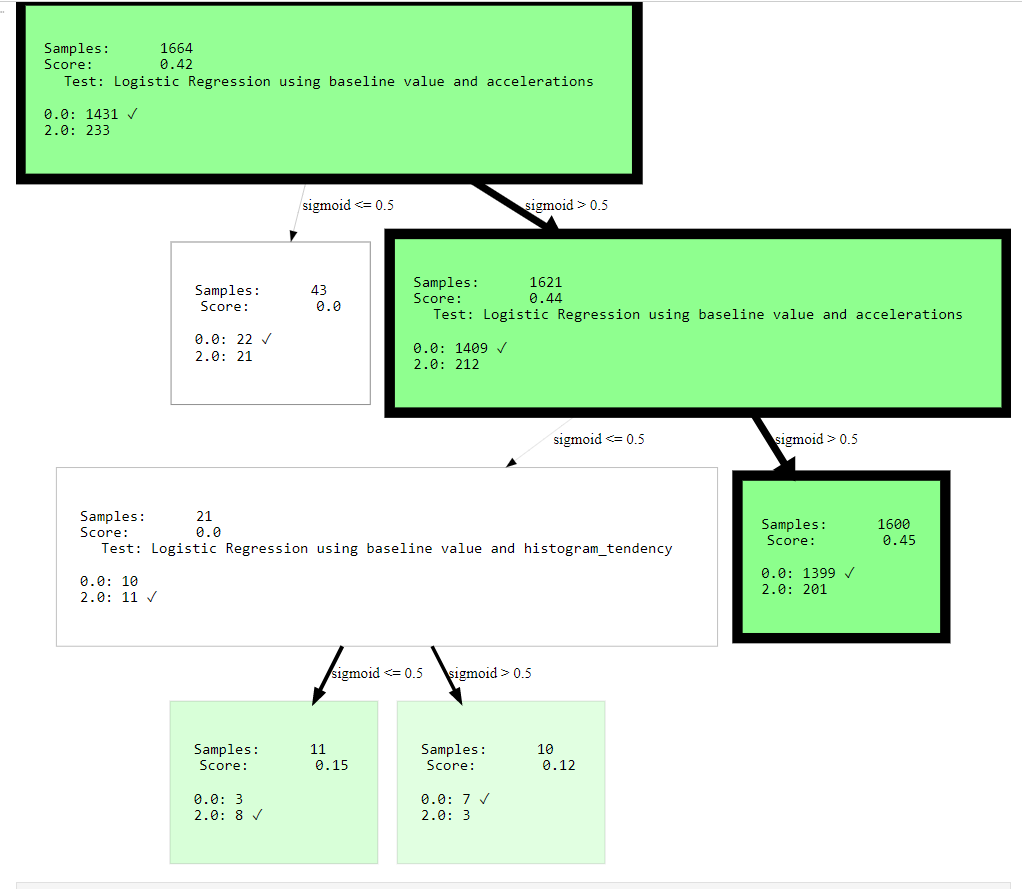 Samples: 1664
Score: 0.42
Test: Logistic Regression using baseline value and accelerations
0.0: 1431 ✓
2.0: 233
sigmoid <= 0.5
sigmoid > 0.5
Samples: 43
Score: 0.0
0.0: 22 ✓
2.0: 21
Samples: 1621
Score: 0.44
Test: Logistic Regression using baseline value and accelerations
0.0: 1409 ✓
2.0: 212
sigmoid <= 0.5
sigmoid > 0.5
Samples: 21
Score: 0.0
Test: Logistic Regression using baseline value and histogram_tendency
0.0: 10
2.0: 11 ✓
Samples: 1600
Score: 0.45
0.0: 1399 ✓
2.0: 201
sigmoid <= 0.5
sigmoid > 0.5
Samples: 11
Score: 0.15
0.0: 3
2.0: 8 ✓
Samples: 10
Score: 0.12
0.0: 7 ✓
2.0: 3